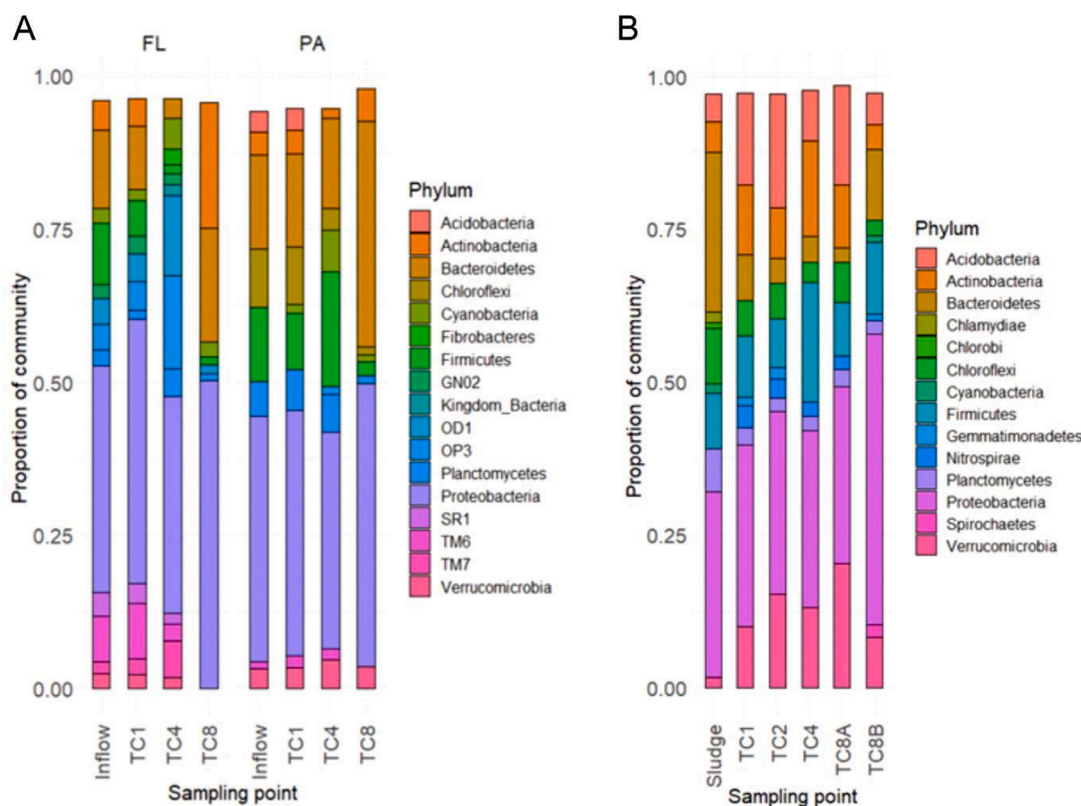 A
FL
PA
1.00
0.75
0.50
0.25
0.00
Proportion of community
Inflow
TC1
TC4
TC8
Inflow
TC1
TC4
TC8
Sampling point
Phylum
Acidobacteria
Actinobacteria
Bacteroidetes
Chloroflexi
Cyanobacteria
Fibrobacteres
Firmicutes
GN02
Kingdom_Bacteria
OD1
OP3
Planctomycetes
Proteobacteria
SR1
TM6
TM7
Verrucomicrobia
B
1.00
0.75
0.50
0.25
0.00
Proportion of community
Sludge
TC1
TC2
TC4
TC8A
TC8B
Sampling point
Phylum
Acidobacteria
Actinobacteria
Bacteroidetes
Chlamydiae
Chlorobi
Chloroflexi
Cyanobacteria
Firmicutes
Gemmatimonadetes
Nitrospirae
Planctomycetes
Proteobacteria
Spirochaetes
Verrucomicrobia